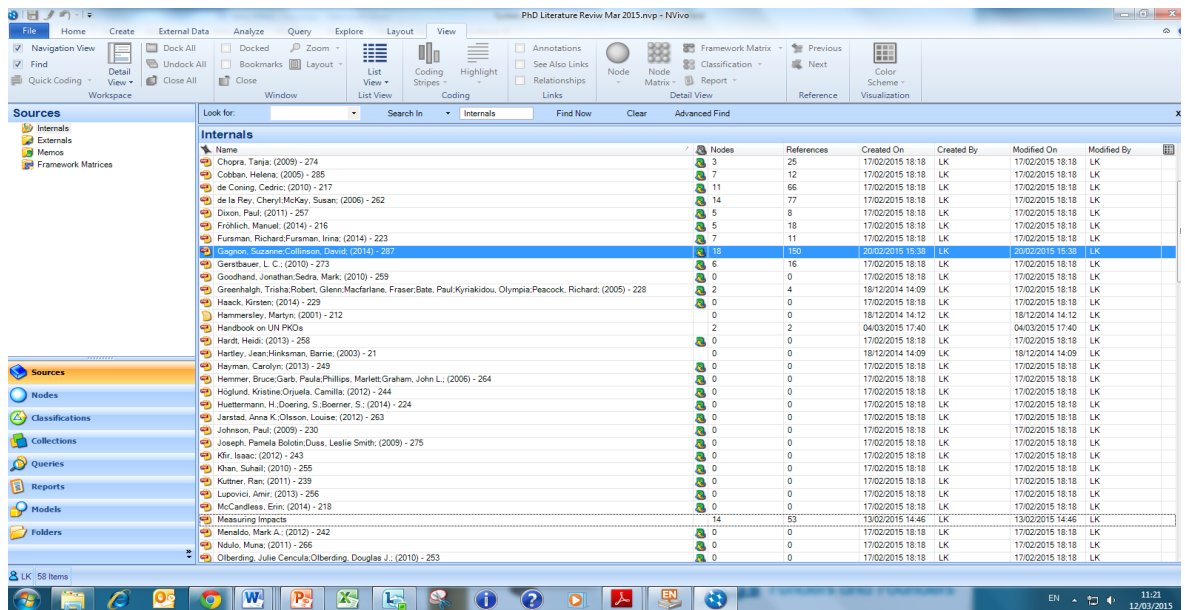 PhD Literature Reviw Mar 2015.nvp - NVivo
File Home Create External Data Analyze Query Explore Layout View
Navigation View
Find
Quick Coding
Detail View
Dock All
Undock All
Close All
Workspace
Docked
Bookmarks
Close
Zoom
Layout
Window
List View
List View
Coding Stripes
Highlight
Coding
Annotations
See Also Links
Relationships
Links
Node
Node Matrix
Framework Matrix
Classification
Report
Detail View
Previous
Next
Reference
Color Scheme
Visualization
Sources
Internals
Externals
Memos
Framework Matrices
Look for: Search In Internals Find Now Clear Advanced Find x
Internals
Name Nodes References Created On Created By Modified On Modified By
Chopra, Tanja; (2009) - 274 3 25 17/02/2015 18:18 LK 17/02/2015 18:18 LK
Cobban, Helena; (2005) - 285 7 12 17/02/2015 18:18 LK 17/02/2015 18:18 LK
de Coning, Cedric; (2010) - 217 11 66 17/02/2015 18:18 LK 17/02/2015 18:18 LK
de la Rey, Cheryl;McKay, Susan; (2006) - 262 14 77 17/02/2015 18:18 LK 17/02/2015 18:18 LK
Dixon, Paul; (2011) - 257 5 8 17/02/2015 18:18 LK 17/02/2015 18:18 LK
Fröhlich, Manuel; (2014) - 216 5 18 17/02/2015 18:18 LK 17/02/2015 18:18 LK
Fursman, Richard;Fursman, Irina; (2014) - 223 7 11 17/02/2015 18:18 LK 17/02/2015 18:18 LK
Gagnon, Suzanne;Collinson, David; (2014) - 287 18 150 20/02/2015 15:38 LK 20/02/2015 15:38 LK
Gerstbauer, L. C.; (2010) - 273 6 16 17/02/2015 18:18 LK 17/02/2015 18:18 LK
Goodhand, Jonathan;Sedra, Mark; (2010) - 259 0 0 17/02/2015 18:18 LK 17/02/2015 18:18 LK
Greenhalgh, Trisha;Robert, Glenn;Macfarlane, Fraser;Bate, Paul;Kyriakidou, Olympia;Peacock, Richard; (2005) - 228 2 4 18/12/2014 14:09 LK 17/02/2015 18:18 LK
Haack, Kirsten; (2014) - 229 0 0 17/02/2015 18:18 LK 17/02/2015 18:18 LK
Hammersley, Martyn; (2001) - 212 0 0 18/12/2014 14:12 LK 18/12/2014 14:12 LK
Handbook on UN PKOs 2 2 04/03/2015 17:40 LK 04/03/2015 17:40 LK
Hardt, Heidi; (2013) - 258 0 0 17/02/2015 18:18 LK 17/02/2015 18:18 LK
Hartley, Jean;Hinksman, Barrie; (2003) - 21 0 0 18/12/2014 14:09 LK 18/12/2014 14:09 LK
Hayman, Carolyn; (2013) - 249 0 0 17/02/2015 18:18 LK 17/02/2015 18:18 LK
Hemmer, Bruce;Garb, Paula;Phillips, Marlett;Graham, John L.; (2006) - 264 0 0 17/02/2015 18:18 LK 17/02/2015 18:18 LK
Höglund, Kristine;Orjuela, Camilla; (2012) - 244 0 0 17/02/2015 18:18 LK 17/02/2015 18:18 LK
Huettermann, H.;Doering, S.;Boerner, S.; (2014) - 224 0 0 17/02/2015 18:18 LK 17/02/2015 18:18 LK
Jarstad, Anna K.;Olsson, Louise; (2012) - 263 0 0 17/02/2015 18:18 LK 17/02/2015 18:18 LK
Johnson, Paul; (2009) - 230 0 0 17/02/2015 18:18 LK 17/02/2015 18:18 LK
Joseph, Pamela Bolotin;Duss, Leslie Smith; (2009) - 275 0 0 17/02/2015 18:18 LK 17/02/2015 18:18 LK
Kfir, Isaac; (2012) - 243 0 0 17/02/2015 18:18 LK 17/02/2015 18:18 LK
Khan, Suhail; (2010) - 255 0 0 17/02/2015 18:18 LK 17/02/2015 18:18 LK
Kuttner, Ran; (2011) - 239 0 0 17/02/2015 18:18 LK 17/02/2015 18:18 LK
Lupovici, Amir; (2013) - 256 0 0 17/02/2015 18:18 LK 17/02/2015 18:18 LK
McCandless, Erin; (2014) - 218 0 0 17/02/2015 18:18 LK 17/02/2015 18:18 LK
Measuring Impacts 14 53 13/02/2015 14:46 LK 13/02/2015 14:46 LK
Menaldo, Mark A.; (2012) - 242 0 0 17/02/2015 18:18 LK 17/02/2015 18:18 LK
Ndulo, Muna; (2011) - 266 0 0 17/02/2015 18:18 LK 17/02/2015 18:18 LK
Olberding, Julie Cencula;Olberding, Douglas J.; (2010) - 253 0 0 17/02/2015 18:18 LK 17/02/2015 18:18 LK
Sources
Nodes
Classifications
Collections
Queries
Reports
Models
Folders
LK 58 Items
EN 11:21
12/03/2015